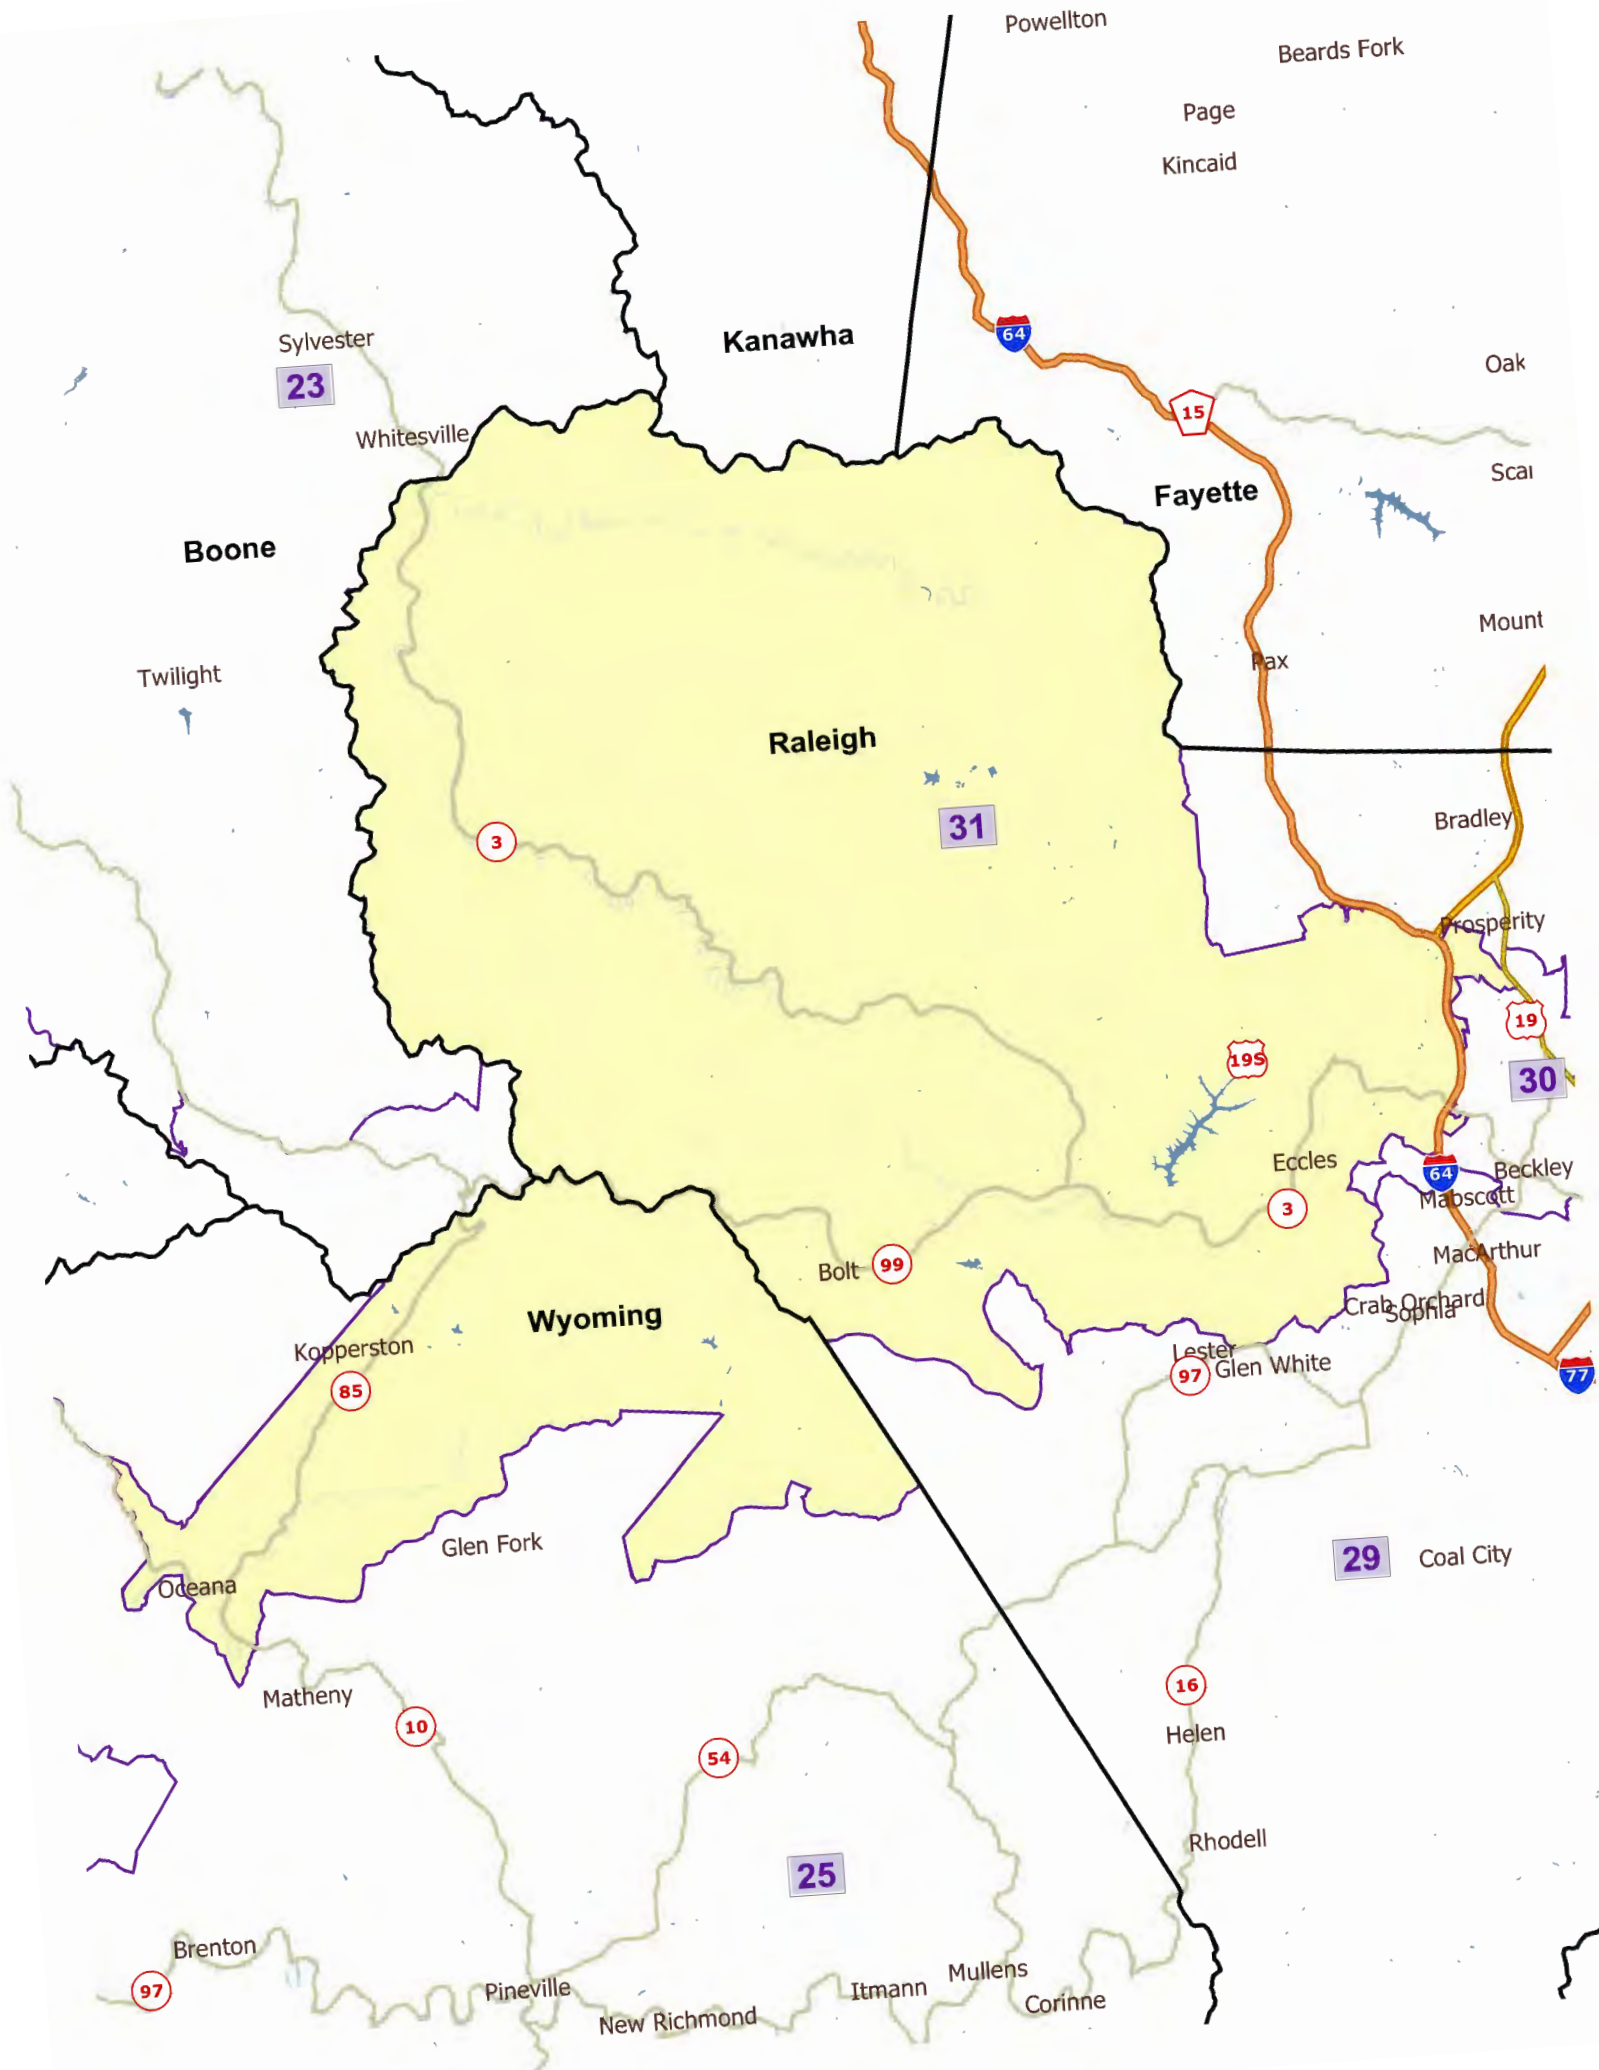 Powellton
Beards Fork
Page
Kincaid
Kanawha
64
Sylvester
23
Oak
15
Whitesville
Scar
Fayette
Boone
Mount
Pax
Twilight
Raleigh
31
Bradley
3
Prosperity
19
19S
30
Eccles
64
Beckley
Mabscott
3
MacArthur
Bolt
99
Crab Orchard
Sophia
Wyoming
Kopperston
Lester
Glen White
97
77
85
Glen Fork
29
Coal City
Oceana
Matheny
16
10
Helen
54
Rhodell
25
Brenton
97
Pineville
Itmann
Mullens
Corinne
New Richmond